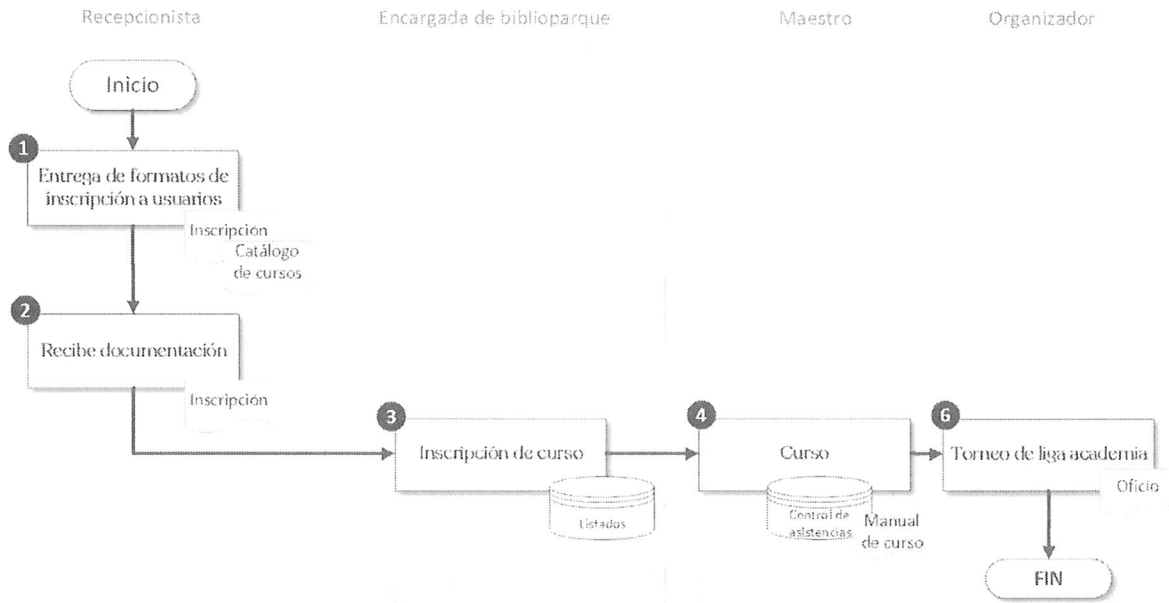 Recepcionista
Encargada de biblioparque
Maestro
Organizador
Inicio
1
Entrega de formatos de
inscripción a usuarios
Inscripción
Catálogo
de cursos
2
Recibe documentación
Inscripción
3
Inscripción de curso
Listados
4
Curso
Control de
asistencias
Manual
de curso
6
Torneo de liga academia
Oficio
FIN